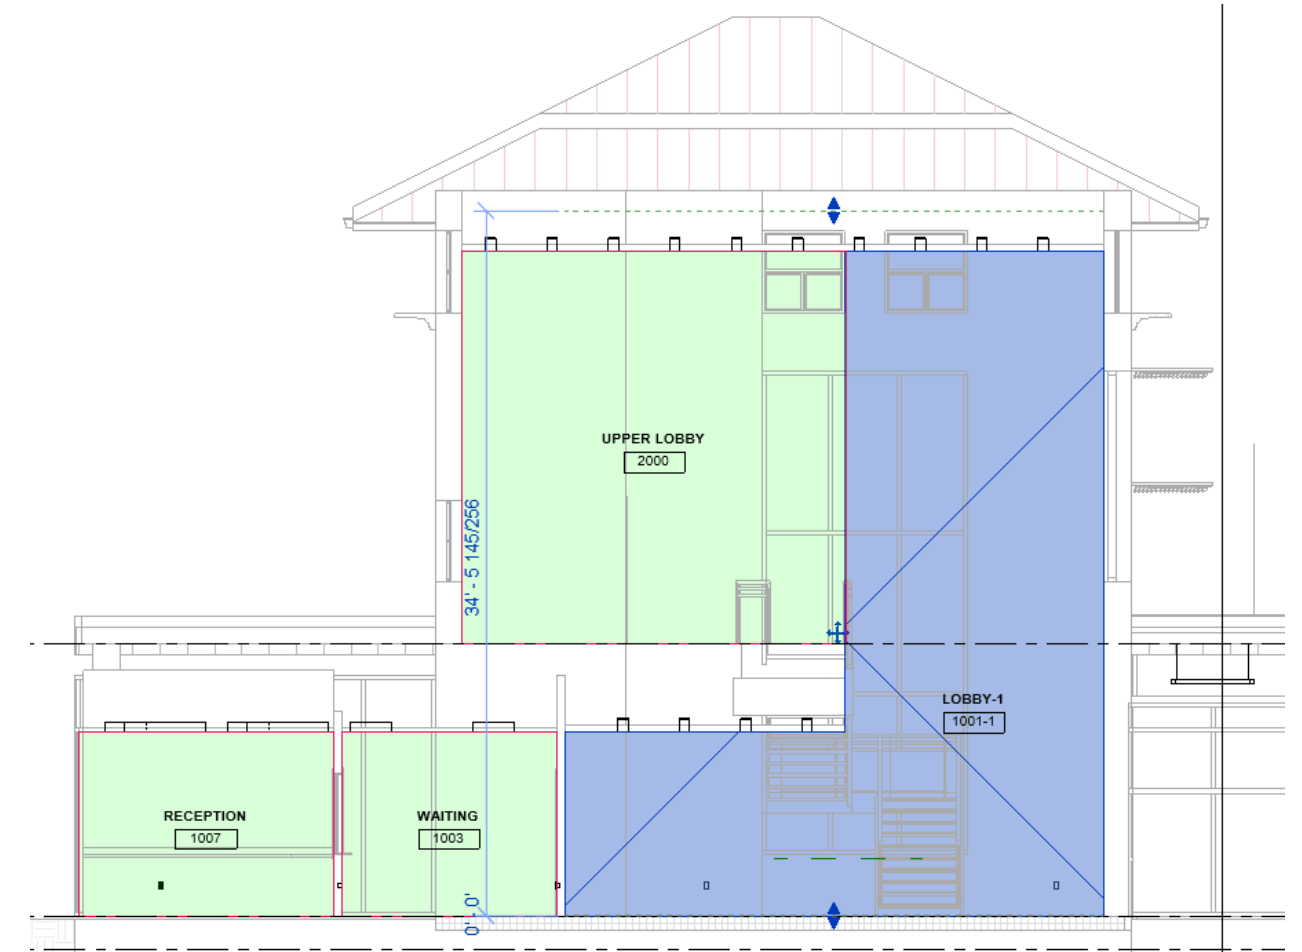 UPPER LOBBY
2000
34' - 5 145/256
LOBBY-1
1001-1
RECEPTION
1007
WAITING
1003
0' - 0'